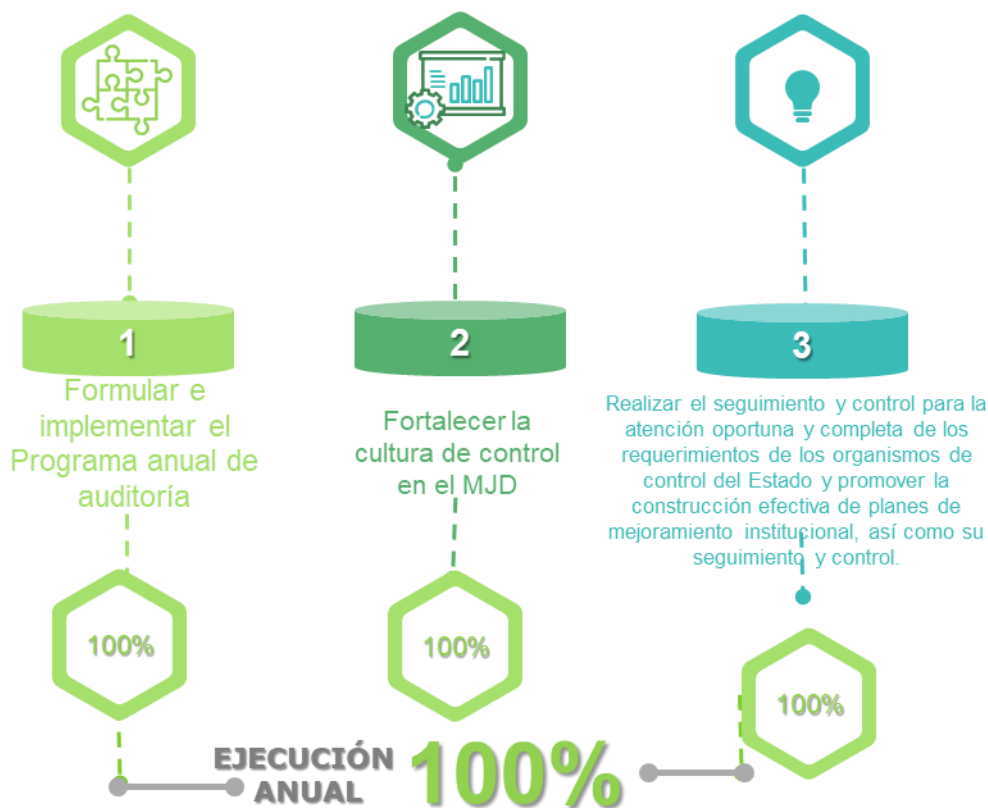 1
Formular e
implementar el
Programa anual de
auditoría
100%
2
Fortalecer la
cultura de control
en el MJD
100%
3
Realizar el seguimiento y control para la
atención oportuna y completa de los
requerimientos de los organismos de
control del Estado y promover la
construcción efectiva de planes de
mejoramiento institucional, así como su
seguimiento y control.
100%
EJECUCIÓN
ANUAL
100%